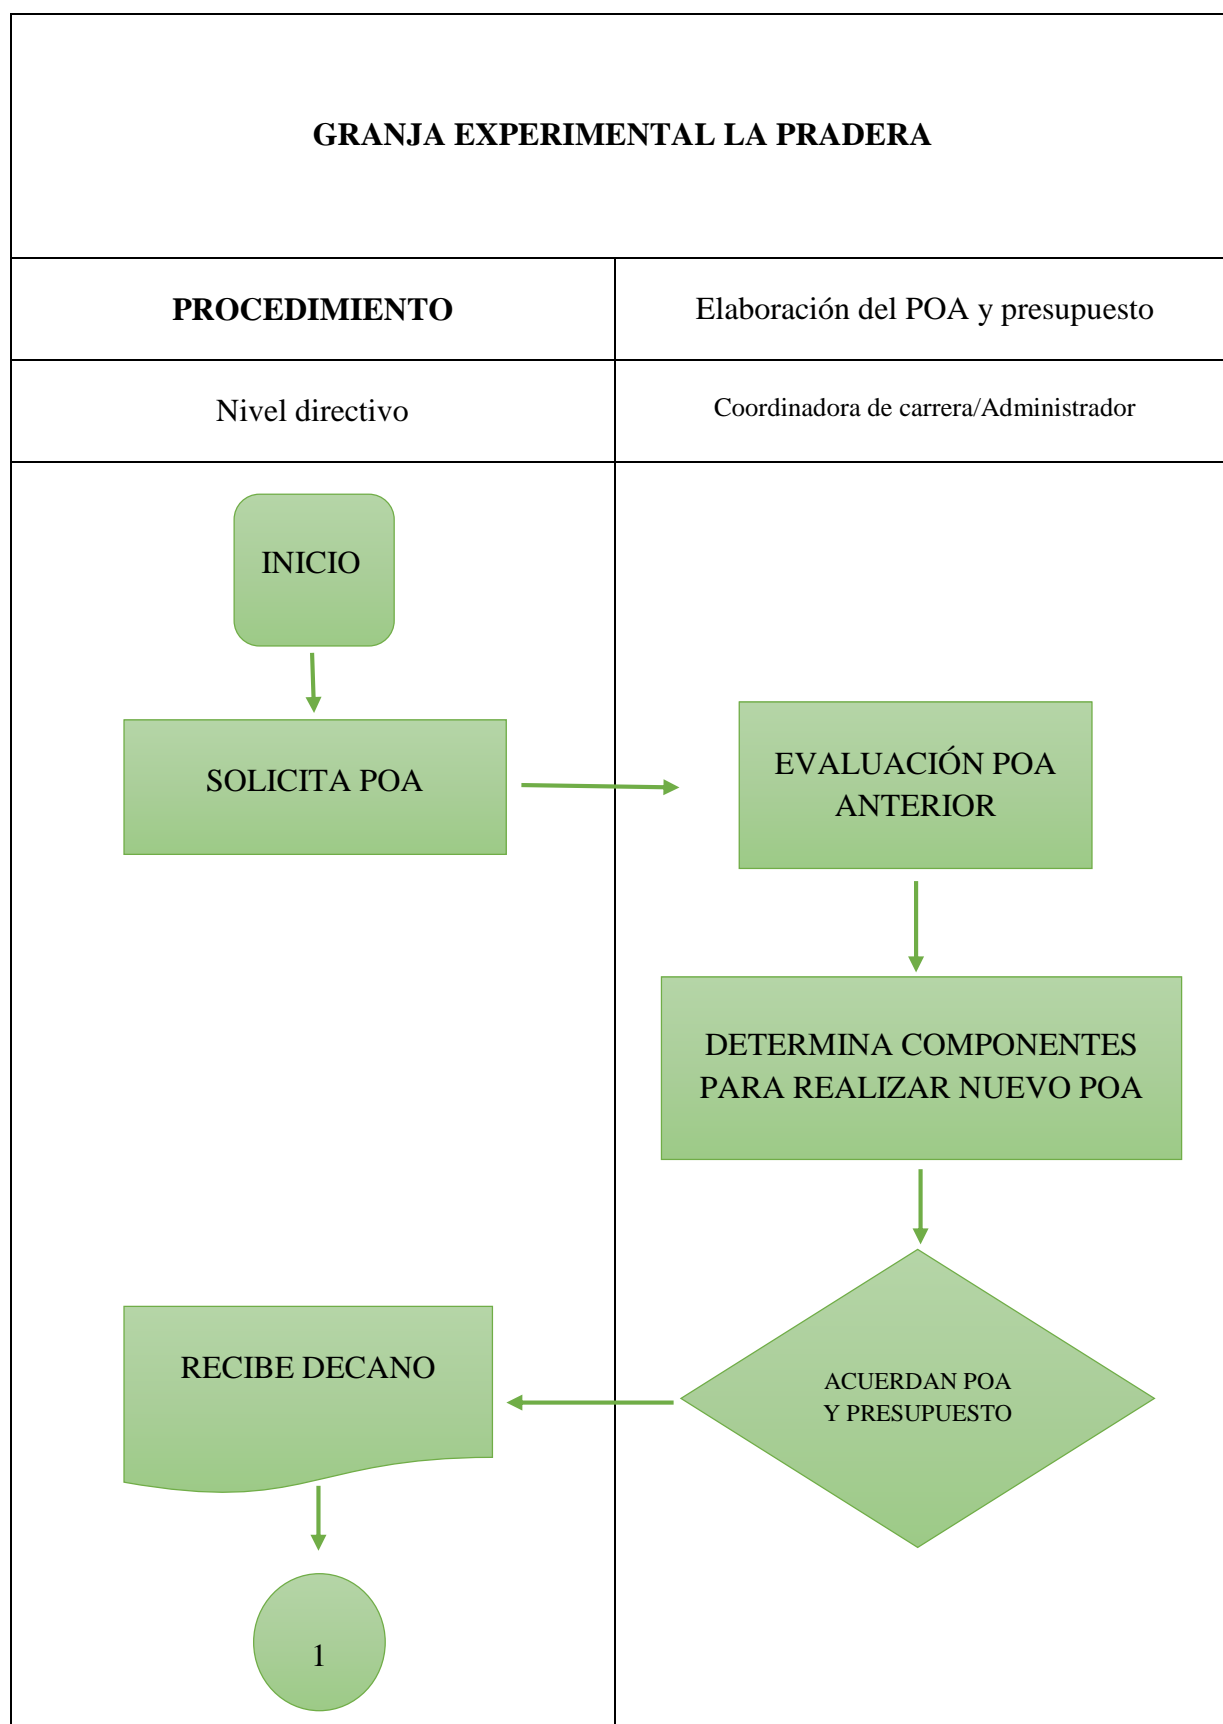 GRANJA EXPERIMENTAL LA PRADERA
PROCEDIMIENTO
Elaboración del POA y presupuesto
Nivel directivo
Coordinadora de carrera/Administrador
INICIO
SOLICITA POA
EVALUACIÓN POA
ANTERIOR
DETERMINA COMPONENTES
PARA REALIZAR NUEVO POA
ACUERDAN POA
Y PRESUPUESTO
RECIBE DECANO
1